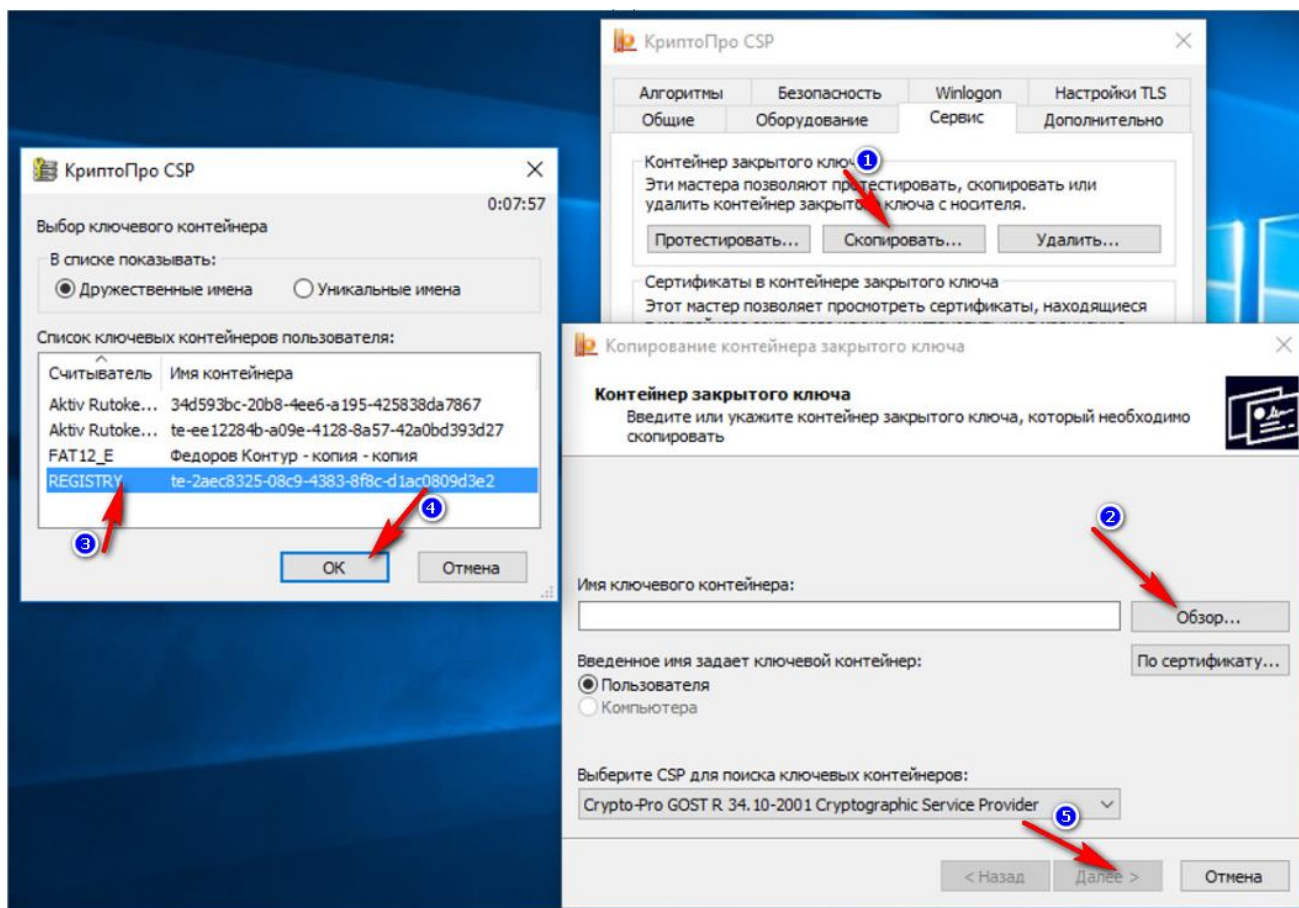 КриптоПро CSP
Алгоритмы Безопасность Winlogon Настройки TLS
Общие Оборудование Сервис Дополнительно
Контейнер закрытого ключа
Эти мастера позволяют протестировать, скопировать или
удалить контейнер закрытого ключа с носителя.
Протестировать... Скопировать... Удалить...
Сертификаты в контейнере закрытого ключа
Этот мастер позволяет просмотреть сертификаты, находящиеся
1
КриптоПро CSP
0:07:57
Выбор ключевого контейнера
В списке показывать:
Дружественные имена Уникальные имена
Список ключевых контейнеров пользователя:
Считыватель Имя контейнера
Aktiv Rutoke... 34d593bc-20b8-4ee6-a195-425838da7867
Aktiv Rutoke... te-ee12284b-a09e-4128-8a57-42a0bd393d27
FAT12_E Федоров Контур - копия - копия
REGISTRY te-2aec8325-08c9-4383-8f8c-d1ac0809d3e2
3
4
OK Отмена
Копирование контейнера закрытого ключа
Контейнер закрытого ключа
Введите или укажите контейнер закрытого ключа, который необходимо
скопировать
2
Имя ключевого контейнера:
Обзор...
Введенное имя задает ключевой контейнер:
По сертификату...
Пользователя
Компьютера
Выберите CSP для поиска ключевых контейнеров:
Crypto-Pro GOST R 34.10-2001 Cryptographic Service Provider
5
< Назад Далее > Отмена